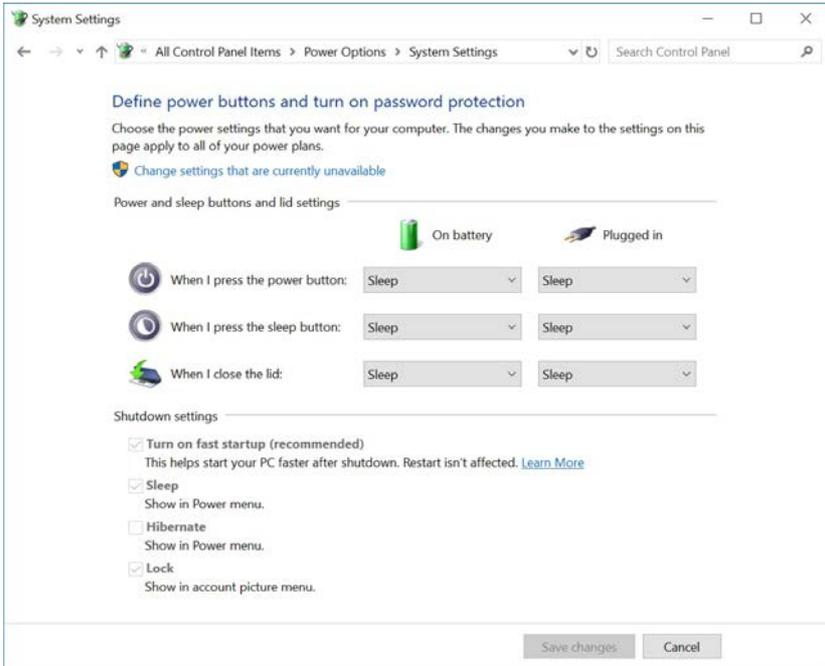 System Settings
« All Control Panel Items > Power Options > System Settings
Search Control Panel
Define power buttons and turn on password protection
Choose the power settings that you want for your computer. The changes you make to the settings on this
page apply to all of your power plans.
Change settings that are currently unavailable
Power and sleep buttons and lid settings
On battery Plugged in
When I press the power button: Sleep Sleep
When I press the sleep button: Sleep Sleep
When I close the lid: Sleep Sleep
Shutdown settings
Turn on fast startup (recommended)
This helps start your PC faster after shutdown. Restart isn't affected. Learn More
Sleep
Show in Power menu.
Hibernate
Show in Power menu.
Lock
Show in account picture menu.
Save changes Cancel